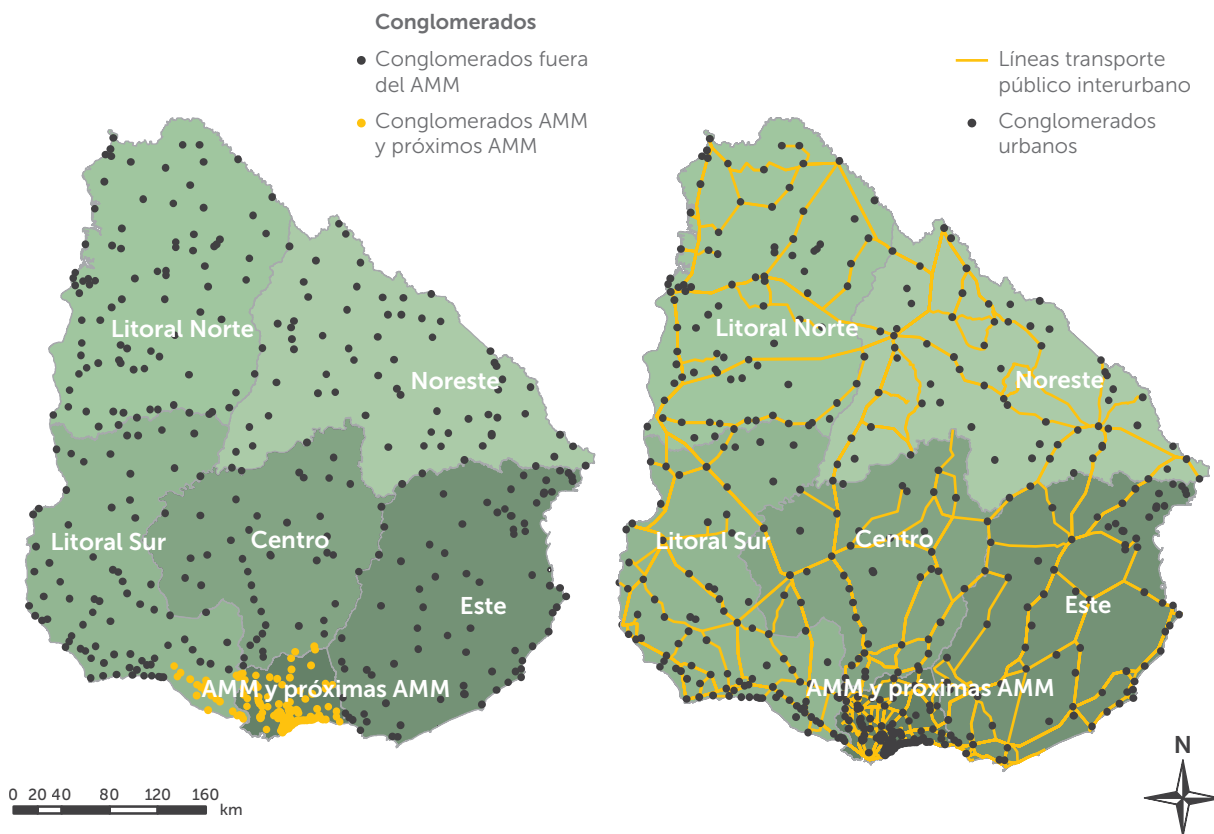 Conglomerados
Conglomerados fuera
del AMM
Conglomerados AMM
y próximos AMM
Litoral Norte
Noreste
Litoral Sur
Centro
Este
AMM y próximas AMM
0 20 40 80 120 160
km
Líneas transporte
público interurbano
Conglomerados
urbanos
Litoral Norte
Noreste
Litoral Sur
Centro
Este
AMM y próximas AMM
N